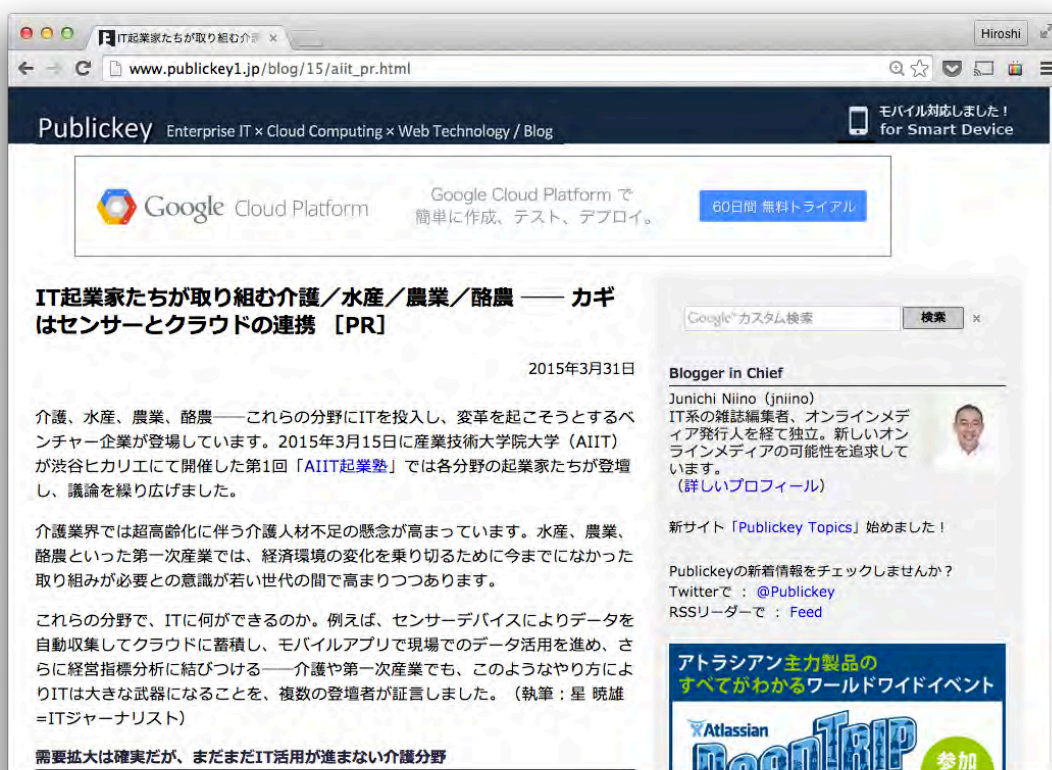 IT起業家たちが取り組む介
Hiroshi
www.publickey1.jp/blog/15/aiit_pr.html
Publickey Enterprise IT × Cloud Computing × Web Technology / Blog
モバイル対応しました！
for Smart Device
Google Cloud Platform
Google Cloud Platform で
簡単に作成、テスト、デプロイ。
60日間 無料トライアル
IT起業家たちが取り組む介護／水産／農業／酪農 ―― カギ
はセンサーとクラウドの連携 ［PR］
2015年3月31日
介護、水産、農業、酪農――これらの分野にITを投入し、変革を起こそうとするベ
ンチャー企業が登場しています。2015年3月15日に産業技術大学院大学（AIIT）
が渋谷ヒカリエにて開催した第1回「AIIT起業塾」では各分野の起業家たちが登壇
し、議論を繰り広げました。
介護業界では超高齢化に伴う介護人材不足の懸念が高まっています。水産、農業、
酪農といった第一次産業では、経済環境の変化を乗り切るために今までになかった
取り組みが必要との意識が若い世代の間で高まりつつあります。
これらの分野で、ITに何ができるのか。例えば、センサーデバイスによりデータを
自動収集してクラウドに蓄積し、モバイルアプリで現場でのデータ活用を進め、さ
らに経営指標分析に結びつける――介護や第一次産業でも、このようなやり方によ
りITは大きな武器になることを、複数の登壇者が証言しました。（執筆：星 暁雄
=ITジャーナリスト）
需要拡大は確実だが、まだまだIT活用が進まない介護分野
Google カスタム検索
検索
×
Blogger in Chief
Junichi Niino（jniino）
IT系の雑誌編集者、オンラインメデ
ィア発行人を経て独立。新しいオン
ラインメディアの可能性を追求して
います。
（詳しいプロフィール）
新サイト「Publickey Topics」始めました！
Publickeyの新着情報をチェックしませんか？
Twitterで ： @Publickey
RSSリーダーで ： Feed
アトラシアン主力製品の
すべてがわかるワールドワイドイベント
Atlassian
RoadTRIP
参加